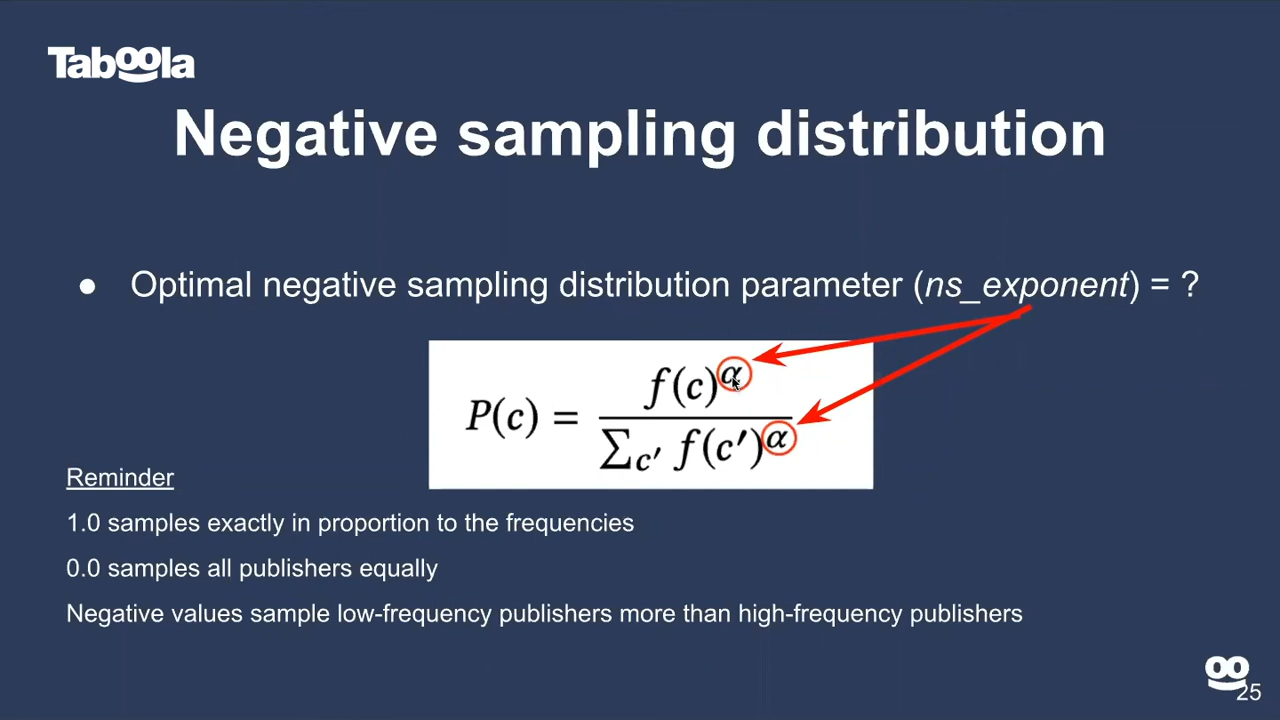 Taboola
Negative sampling distribution
● Optimal negative sampling distribution parameter (ns_exponent) = ?
P(c) = f(c)^α / ∑_c′ f(c′)^α
Reminder
1.0 samples exactly in proportion to the frequencies
0.0 samples all publishers equally
Negative values sample low-frequency publishers more than high-frequency publishers
25